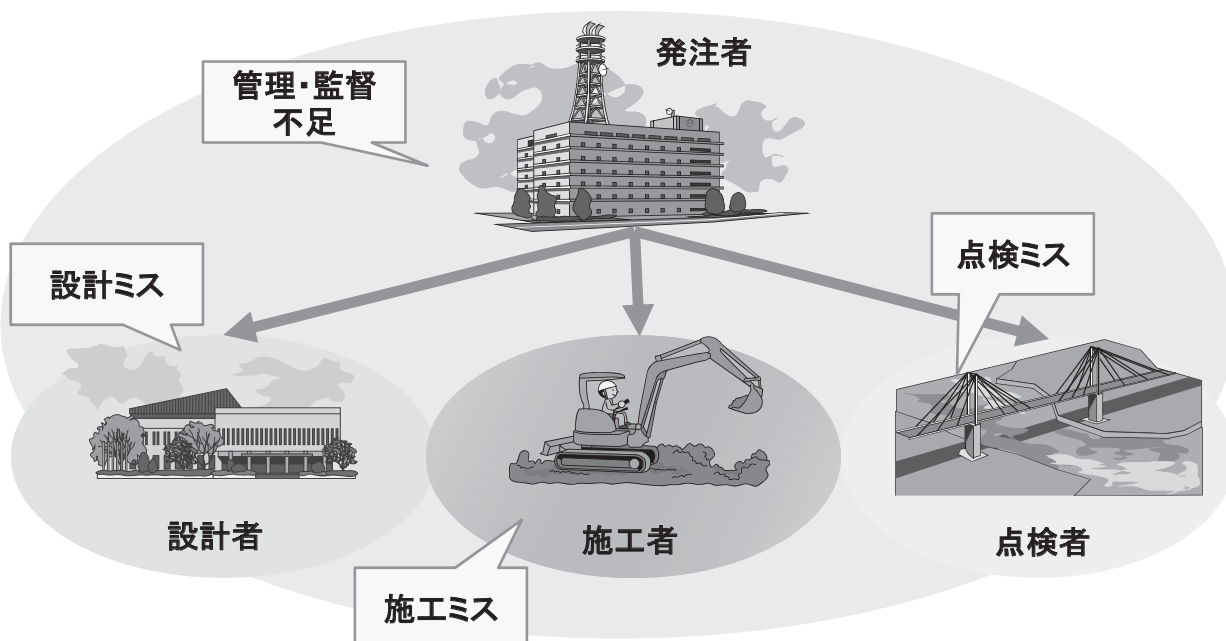 発注者
管理・監督
不足
設計ミス
点検ミス
設計者
施工者
点検者
施工ミス